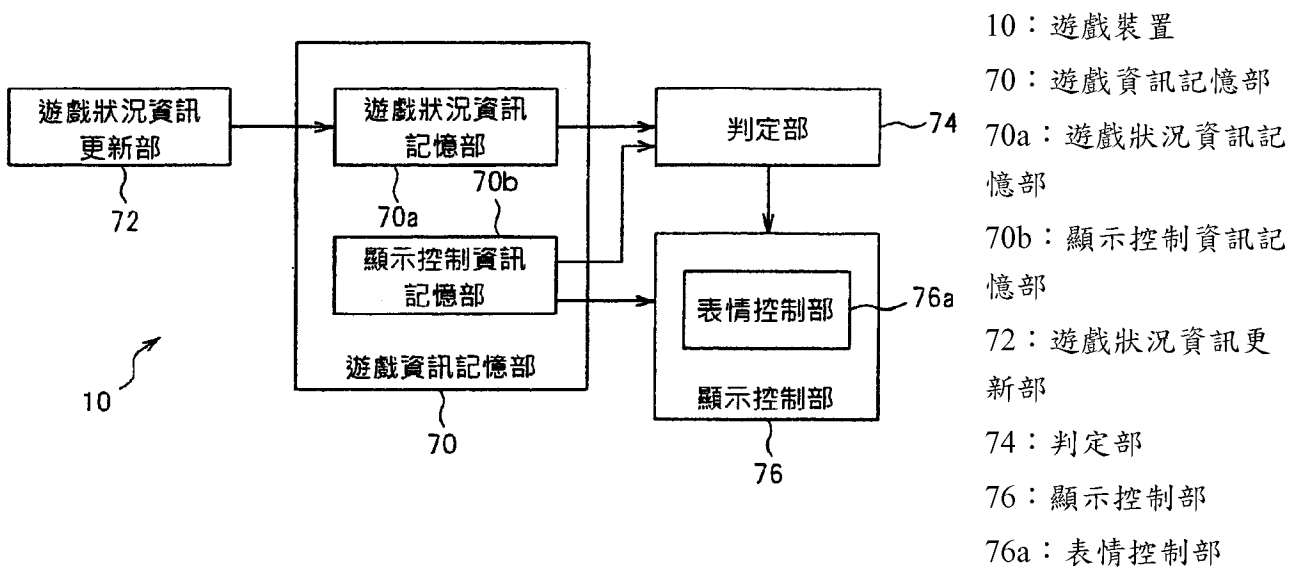 遊戲狀況資訊
更新部
72
遊戲狀況資訊
記憶部
70a
70b
顯示控制資訊
記憶部
遊戲資訊記憶部
70
判定部
74
表情控制部
76a
顯示控制部
76
10
10：遊戲裝置
70：遊戲資訊記憶部
70a：遊戲狀況資訊記
憶部
70b：顯示控制資訊記
憶部
72：遊戲狀況資訊更
新部
74：判定部
76：顯示控制部
76a：表情控制部